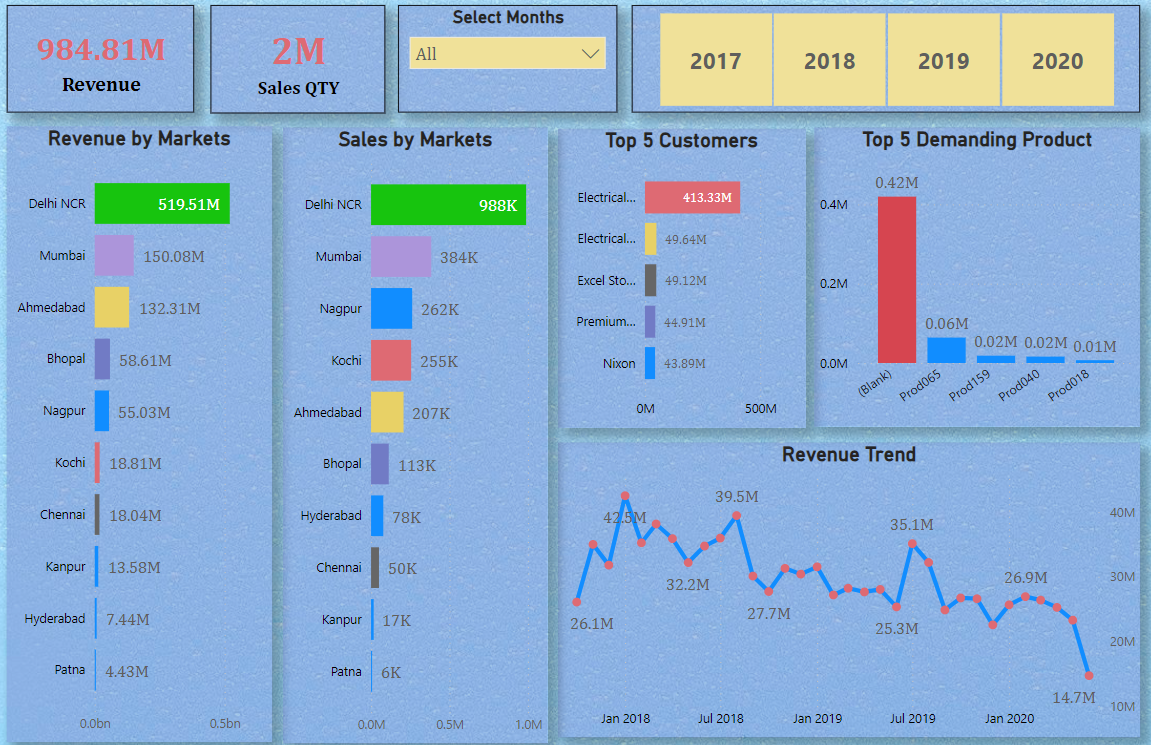 984.81M
Revenue
2M
Sales QTY
Select Months
All
2017
2018
2019
2020
Revenue by Markets
Delhi NCR 519.51M
Mumbai 150.08M
Ahmedabad 132.31M
Bhopal 58.61M
Nagpur 55.03M
Kochi 18.81M
Chennai 18.04M
Kanpur 13.58M
Hyderabad 7.44M
Patna 4.43M
0.0bn 0.5bn
Sales by Markets
Delhi NCR 988K
Mumbai 384K
Nagpur 262K
Kochi 255K
Ahmedabad 207K
Bhopal 113K
Hyderabad 78K
Chennai 50K
Kanpur 17K
Patna 6K
0.0M 0.5M 1.0M
Top 5 Customers
Electrical... 413.33M
Electrical... 49.64M
Excel Sto... 49.12M
Premium... 44.91M
Nixon 43.89M
0M 500M
Top 5 Demanding Product
0.42M
0.4M
0.2M
0.06M
0.02M 0.02M 0.01M
0.0M
(Blank) Prod065 Prod159 Prod040 Prod018
Revenue Trend
39.5M
42.5M
35.1M
40M
32.2M
26.9M
30M
26.1M
27.7M
25.3M
20M
14.7M
10M
Jan 2018 Jul 2018 Jan 2019 Jul 2019 Jan 2020